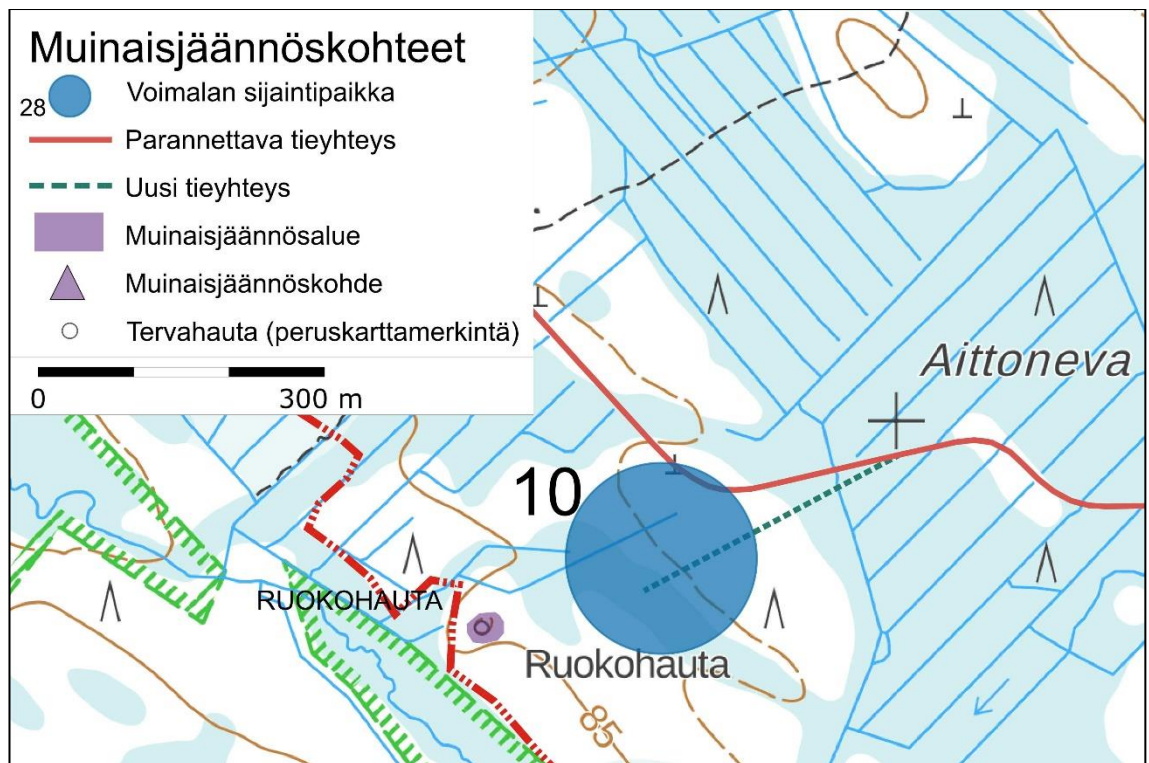 Muinaisjäännöskohteet
28 Voimalan sijaintipaikka
Parannettava tieyhteys
Uusi tieyhteys
Muinaisjäännösalue
Muinaisjäännöskohde
Tervahauta (peruskarttamerkintä)
0 300 m
Aittoneva
10
RUOKOHAUTA
Ruokohauta
85